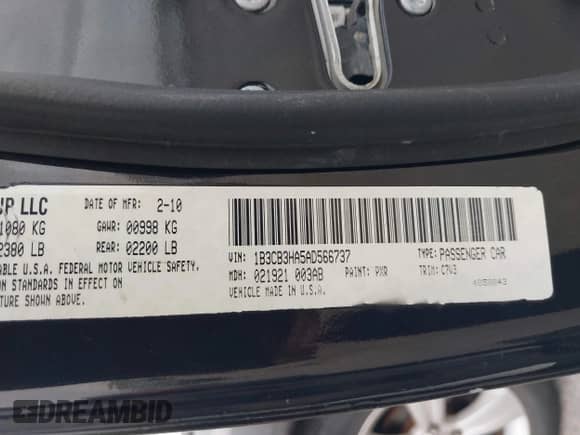 UP LLC
DATE OF MFR: 2-10
1080 KG
GAWR: 00998 KG
2380 LB
REAR: 02200 LB
ABLE U.S.A. FEDERAL MOTOR VEHICLE SAFETY,
ON STANDARDS IN EFFECT ON
TURE SHOWN ABOVE.
VIN: 1B3CB3HA5AD566737
TYPE: PASSENGER CAR
MDH: 021921 003AB
PAINT: PXR
TRIM: C7V3
VEHICLE MADE IN U.S.A.
DREAMBID